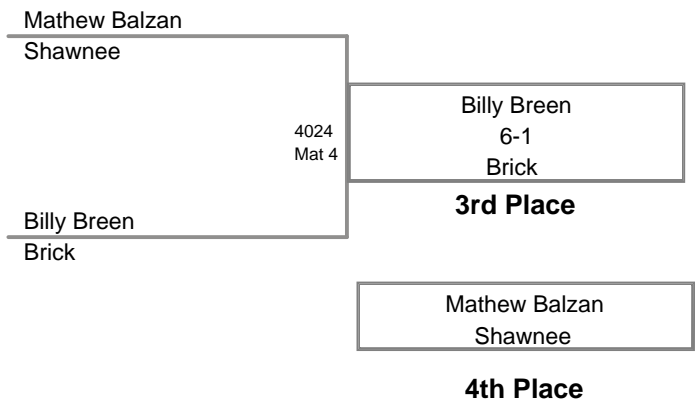 Mathew Balzan
Shawnee
4024
Mat 4
Billy Breen
6-1
Brick
3rd Place
Billy Breen
Brick
Mathew Balzan
Shawnee
4th Place